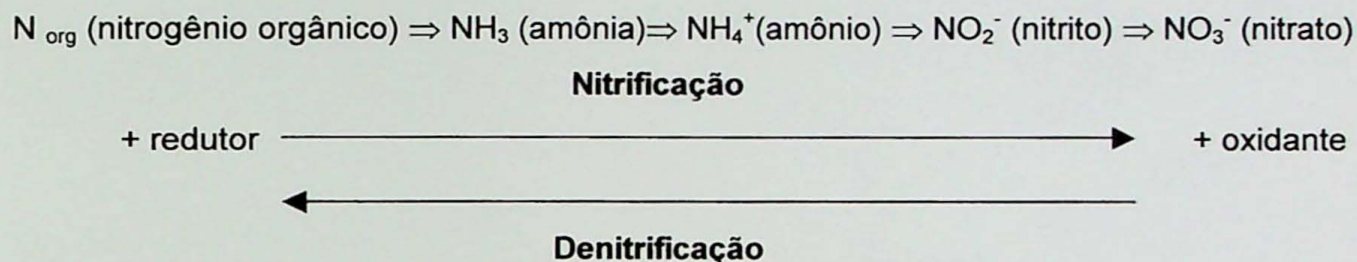 N org (nitrogênio orgânico) ⇒ NH₃ (amônia)⇒ NH₄⁺(amônio) ⇒ NO₂⁻ (nitrito) ⇒ NO₃⁻ (nitrato)
Nitrificação
+ redutor + oxidante
Denitrificação